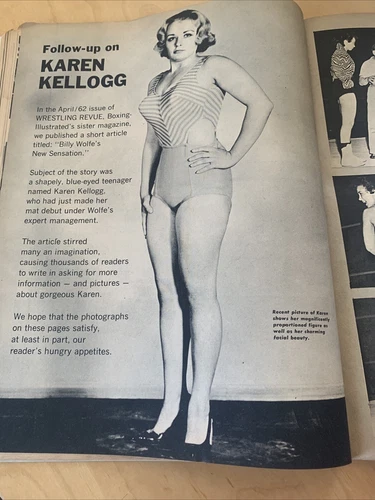 Follow-up on
KAREN
KELLOGG
In the April/62 issue of
WRESTLING REVUE, Boxing-
Illustrated's sister magazine,
we published a short article
titled: "Billy Wolfe's
New Sensation."
Subject of the story was
a shapely, blue-eyed teenager
named Karen Kellogg,
who had just made her
mat debut under Wolfe's
expert management.
The article stirred
many an imagination,
causing thousands of readers
to write in asking for more
information — and pictures —
about gorgeous Karen.
We hope that the photographs
on these pages satisfy,
at least in part, our
reader's hungry appetites.
Recent picture of Karen
shows her magnificently
proportioned figure as
well as her charming
facial beauty.